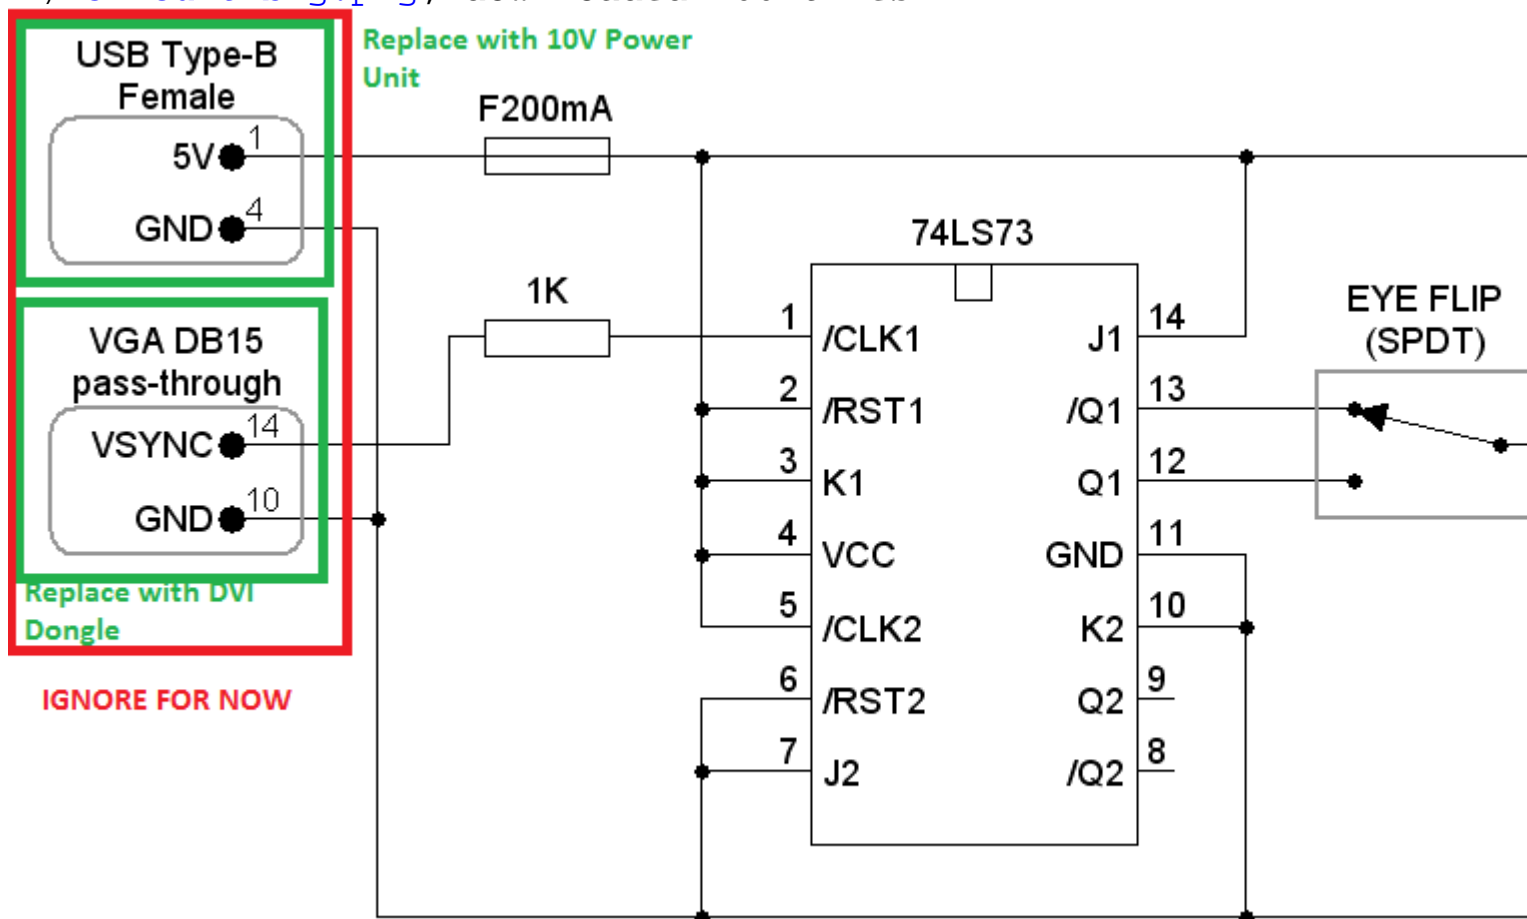 USB Type-B
Female
Replace with 10V Power
Unit
F200mA
5V 1
GND 4
74LS73
1K
EYE FLIP
(SPDT)
VGA DB15
pass-through
VSYNC 14
GND 10
Replace with DVI
Dongle
IGNORE FOR NOW
1 /CLK1 J1 14
2 /RST1 /Q1 13
3 K1 Q1 12
4 VCC GND 11
5 /CLK2 K2 10
6 /RST2 Q2 9
7 J2 /Q2 8